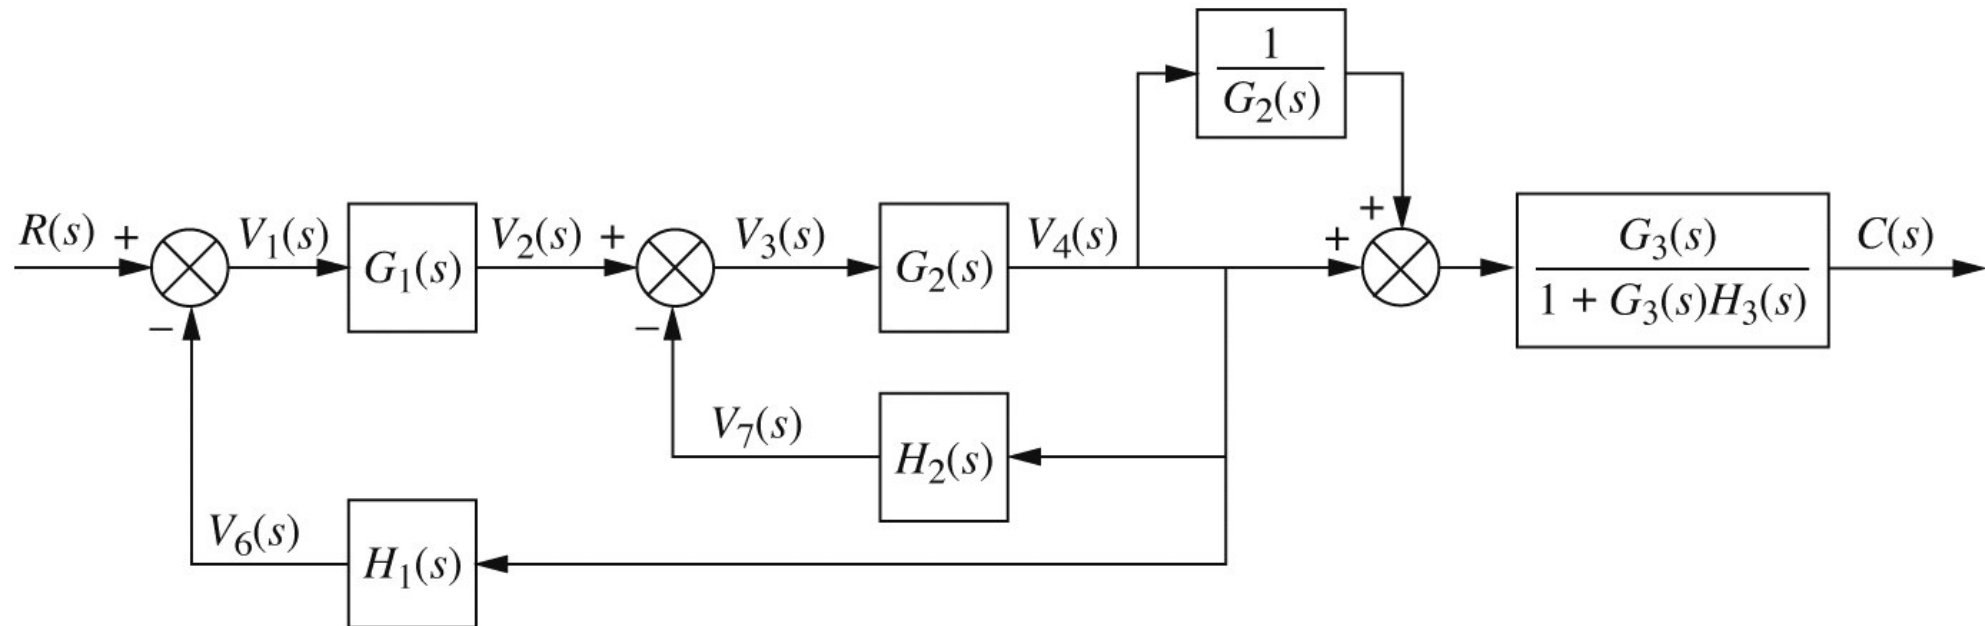 1
G₂(s)
R(s) + V₁(s) G₁(s) V₂(s) + V₃(s) G₂(s) V₄(s) + + G₃(s) C(s)
1 + G₃(s)H₃(s)
− −
V₇(s) H₂(s)
V₆(s) H₁(s)